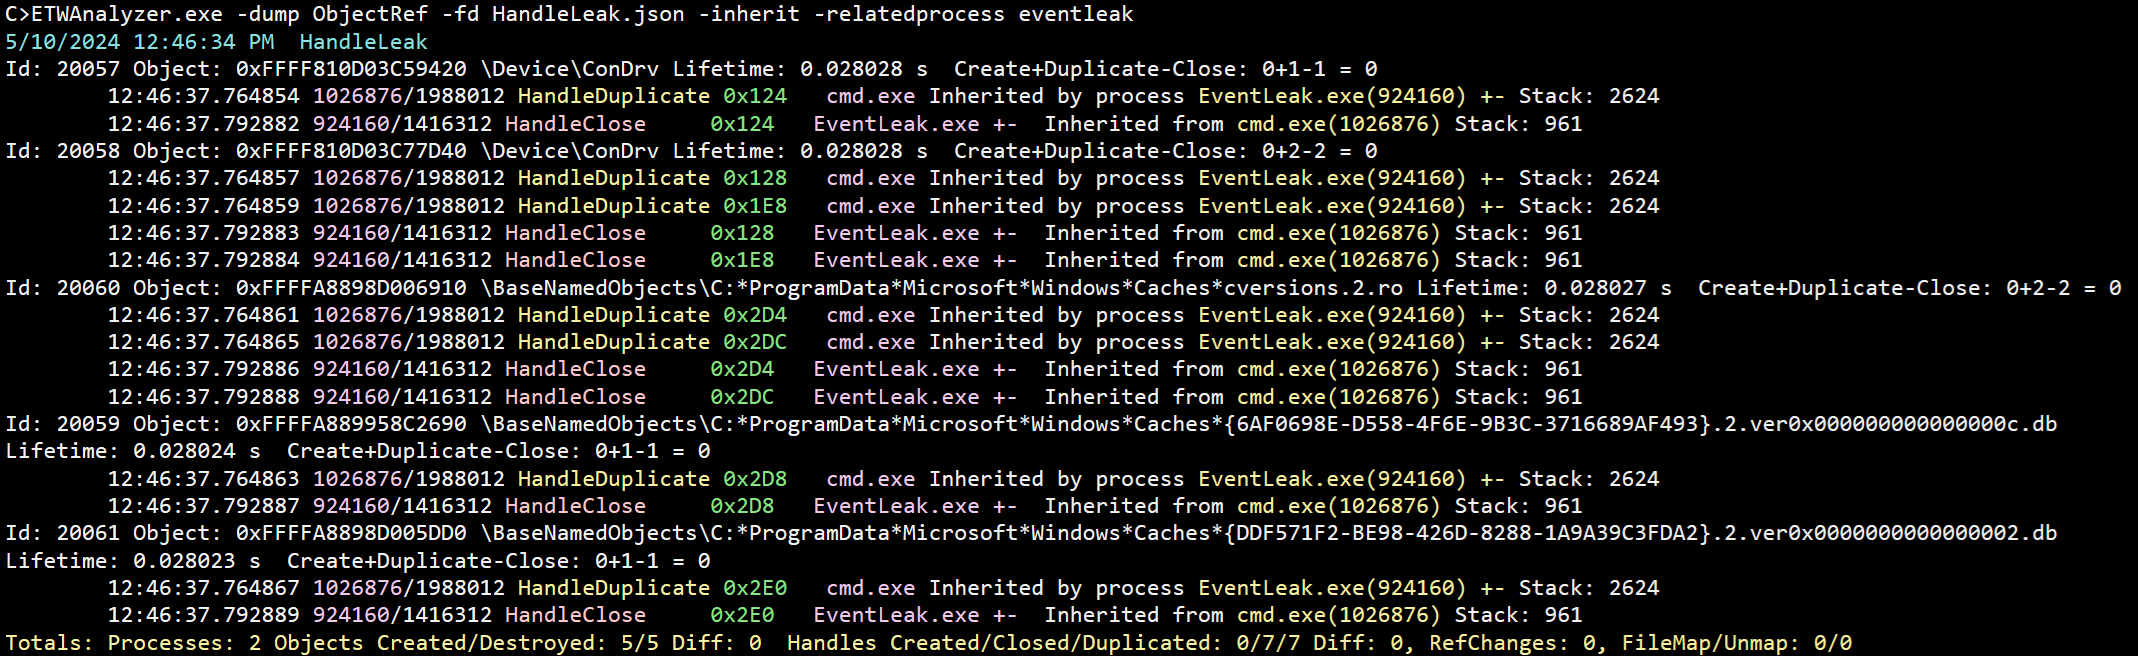 C>ETWAnalyzer.exe -dump ObjectRef -fd HandleLeak.json -inherit -relatedprocess eventleak
5/10/2024 12:46:34 PM  HandleLeak
Id: 20057 Object: 0xFFFF810D03C59420 \Device\ConDrv Lifetime: 0.028028 s  Create+Duplicate-Close: 0+1-1 = 0
        12:46:37.764854 1026876/1988012 HandleDuplicate 0x124   cmd.exe Inherited by process EventLeak.exe(924160) +- Stack: 2624
        12:46:37.792882 924160/1416312 HandleClose     0x124   EventLeak.exe +-  Inherited from cmd.exe(1026876) Stack: 961
Id: 20058 Object: 0xFFFF810D03C77D40 \Device\ConDrv Lifetime: 0.028028 s  Create+Duplicate-Close: 0+2-2 = 0
        12:46:37.764857 1026876/1988012 HandleDuplicate 0x128   cmd.exe Inherited by process EventLeak.exe(924160) +- Stack: 2624
        12:46:37.764859 1026876/1988012 HandleDuplicate 0x1E8   cmd.exe Inherited by process EventLeak.exe(924160) +- Stack: 2624
        12:46:37.792883 924160/1416312 HandleClose     0x128   EventLeak.exe +-  Inherited from cmd.exe(1026876) Stack: 961
        12:46:37.792884 924160/1416312 HandleClose     0x1E8   EventLeak.exe +-  Inherited from cmd.exe(1026876) Stack: 961
Id: 20060 Object: 0xFFFFA8898D006910 \BaseNamedObjects\C:*ProgramData*Microsoft*Windows*Caches*cversions.2.ro Lifetime: 0.028027 s  Create+Duplicate-Close: 0+2-2 = 0
        12:46:37.764861 1026876/1988012 HandleDuplicate 0x2D4   cmd.exe Inherited by process EventLeak.exe(924160) +- Stack: 2624
        12:46:37.764865 1026876/1988012 HandleDuplicate 0x2DC   cmd.exe Inherited by process EventLeak.exe(924160) +- Stack: 2624
        12:46:37.792886 924160/1416312 HandleClose     0x2D4   EventLeak.exe +-  Inherited from cmd.exe(1026876) Stack: 961
        12:46:37.792888 924160/1416312 HandleClose     0x2DC   EventLeak.exe +-  Inherited from cmd.exe(1026876) Stack: 961
Id: 20059 Object: 0xFFFFA889958C2690 \BaseNamedObjects\C:*ProgramData*Microsoft*Windows*Caches*{6AF0698E-D558-4F6E-9B3C-3716689AF493}.2.ver0x000000000000000c.db
Lifetime: 0.028024 s  Create+Duplicate-Close: 0+1-1 = 0
        12:46:37.764863 1026876/1988012 HandleDuplicate 0x2D8   cmd.exe Inherited by process EventLeak.exe(924160) +- Stack: 2624
        12:46:37.792887 924160/1416312 HandleClose     0x2D8   EventLeak.exe +-  Inherited from cmd.exe(1026876) Stack: 961
Id: 20061 Object: 0xFFFFA8898D005DD0 \BaseNamedObjects\C:*ProgramData*Microsoft*Windows*Caches*{DDF571F2-BE98-426D-8288-1A9A39C3FDA2}.2.ver0x0000000000000002.db
Lifetime: 0.028023 s  Create+Duplicate-Close: 0+1-1 = 0
        12:46:37.764867 1026876/1988012 HandleDuplicate 0x2E0   cmd.exe Inherited by process EventLeak.exe(924160) +- Stack: 2624
        12:46:37.792889 924160/1416312 HandleClose     0x2E0   EventLeak.exe +-  Inherited from cmd.exe(1026876) Stack: 961
Totals: Processes: 2 Objects Created/Destroyed: 5/5 Diff: 0  Handles Created/Closed/Duplicated: 0/7/7 Diff: 0, RefChanges: 0, FileMap/Unmap: 0/0